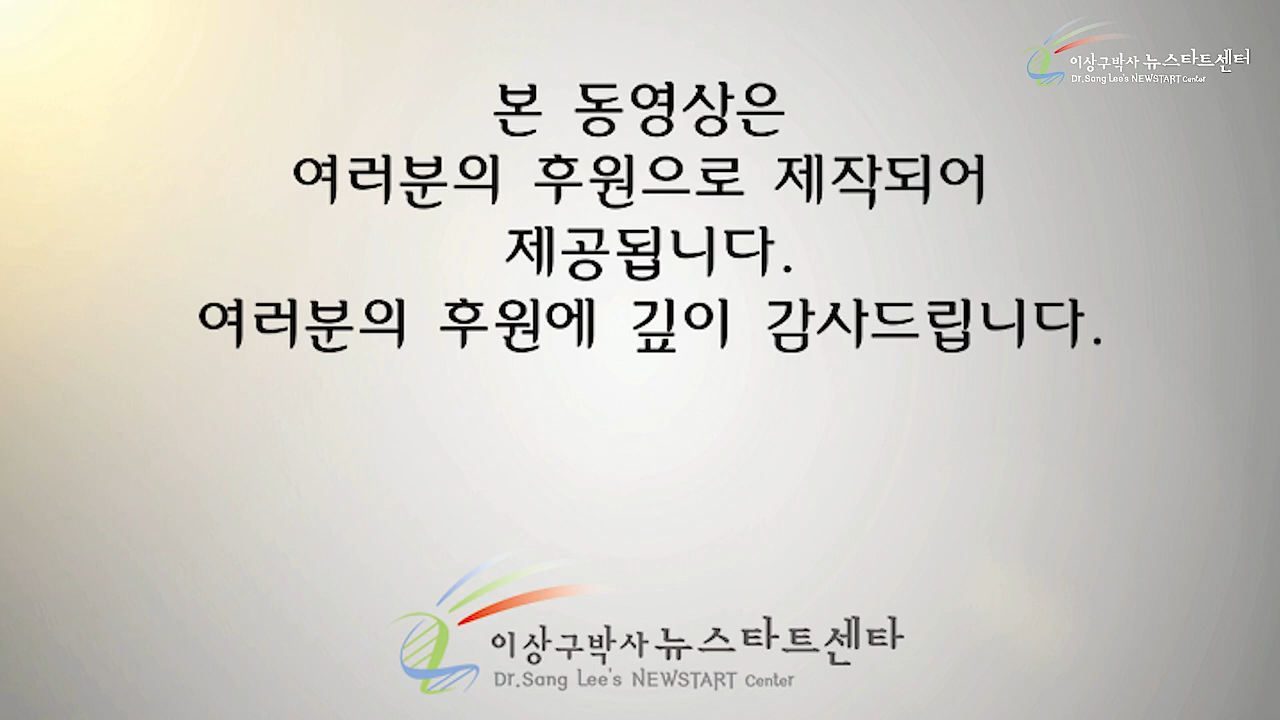 이상구박사 뉴스타트센터
Dr.Sang Lee's NEWSTART Center
본 동영상은
여러분의 후원으로 제작되어
제공됩니다.
여러분의 후원에 깊이 감사드립니다.
이상구박사 뉴스타트센타
Dr.Sang Lee's NEWSTART Center